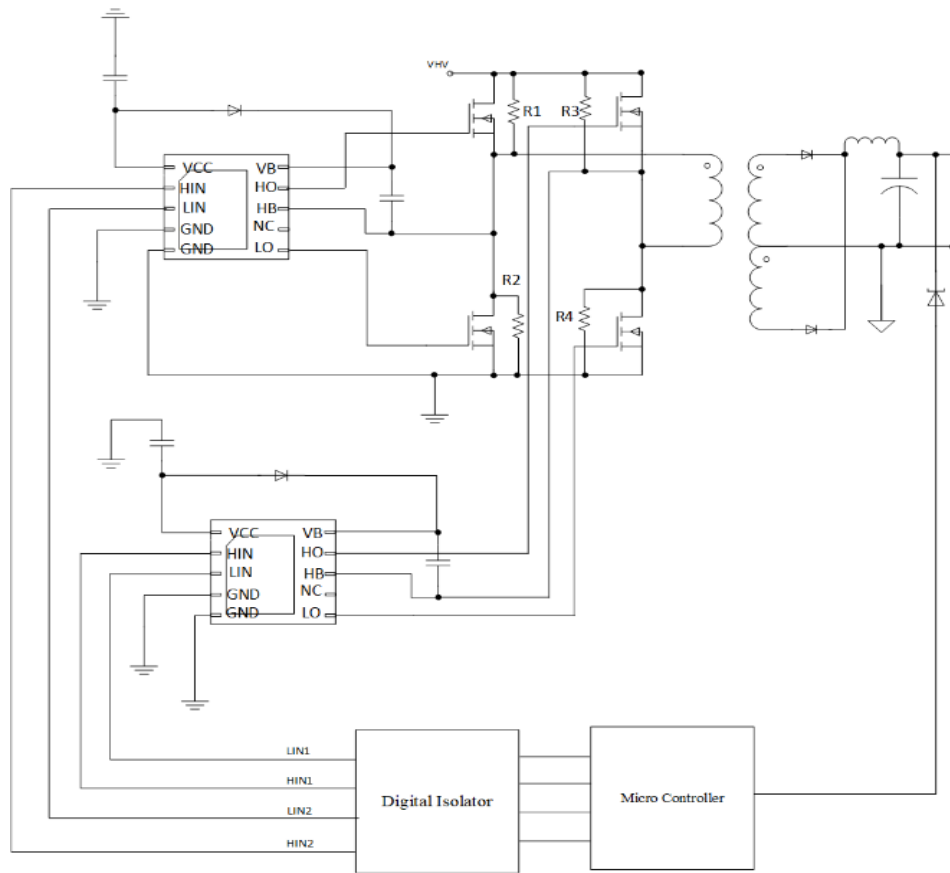 VHV
R1
R3
VCC
VB
HIN
HO
LIN
HB
GND
NC
GND
LO
R2
R4
VCC
VB
HIN
HO
LIN
HB
GND
NC
GND
LO
LIN1
HIN1
LIN2
HIN2
Digital Isolator
Micro Controller